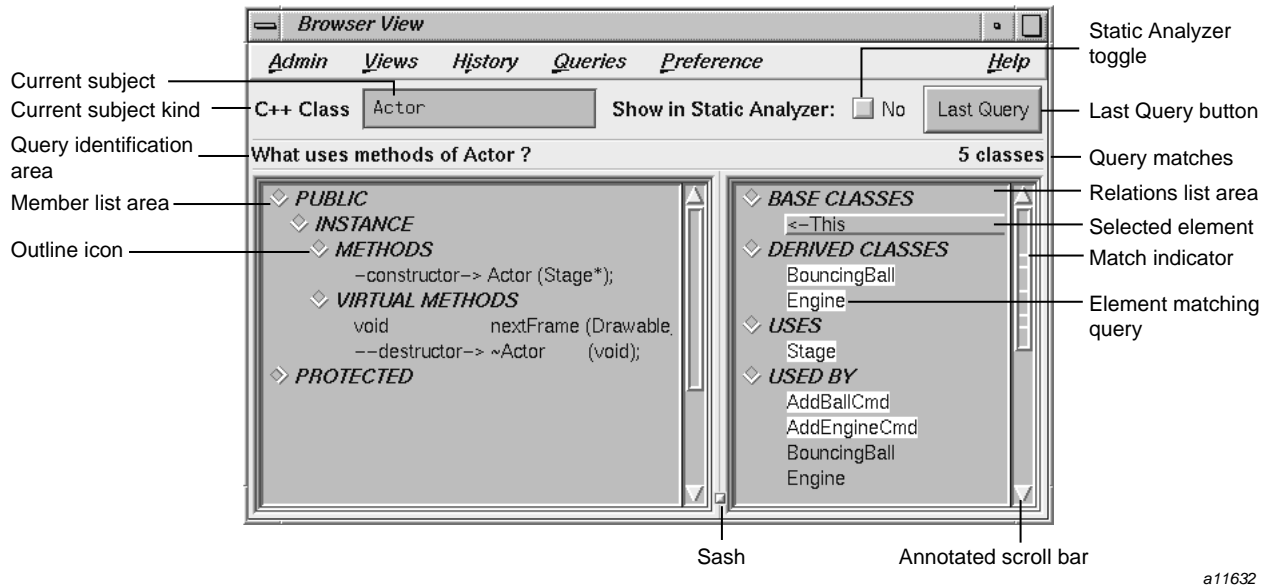 Browser View
Static Analyzer
toggle
Admin Views History Queries Preference Help
Current subject
Current subject kind
C++ Class Actor Show in Static Analyzer: No Last Query
Last Query button
Query identification
area
What uses methods of Actor ? 5 classes
Query matches
Member list area
Outline icon
PUBLIC
INSTANCE
METHODS
-constructor-> Actor (Stage*);
VIRTUAL METHODS
void nextFrame (Drawable,
--destructor-> ~Actor (void);
PROTECTED
BASE CLASSES
<-This
DERIVED CLASSES
BouncingBall
Engine
USES
Stage
USED BY
AddBallCmd
AddEngineCmd
BouncingBall
Engine
Relations list area
Selected element
Match indicator
Element matching
query
Sash
Annotated scroll bar
a11632